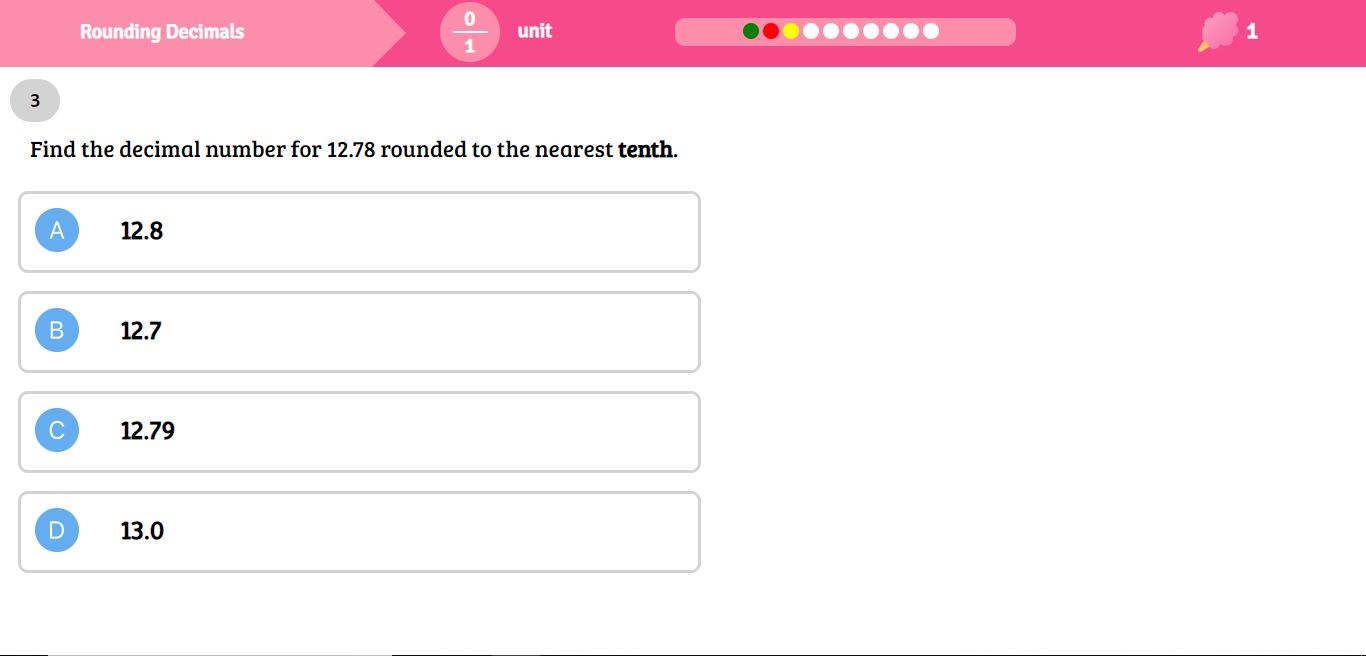 Rounding Decimals
0
1
unit
1
3
Find the decimal number for 12.78 rounded to the nearest tenth.
A 12.8
B 12.7
C 12.79
D 13.0